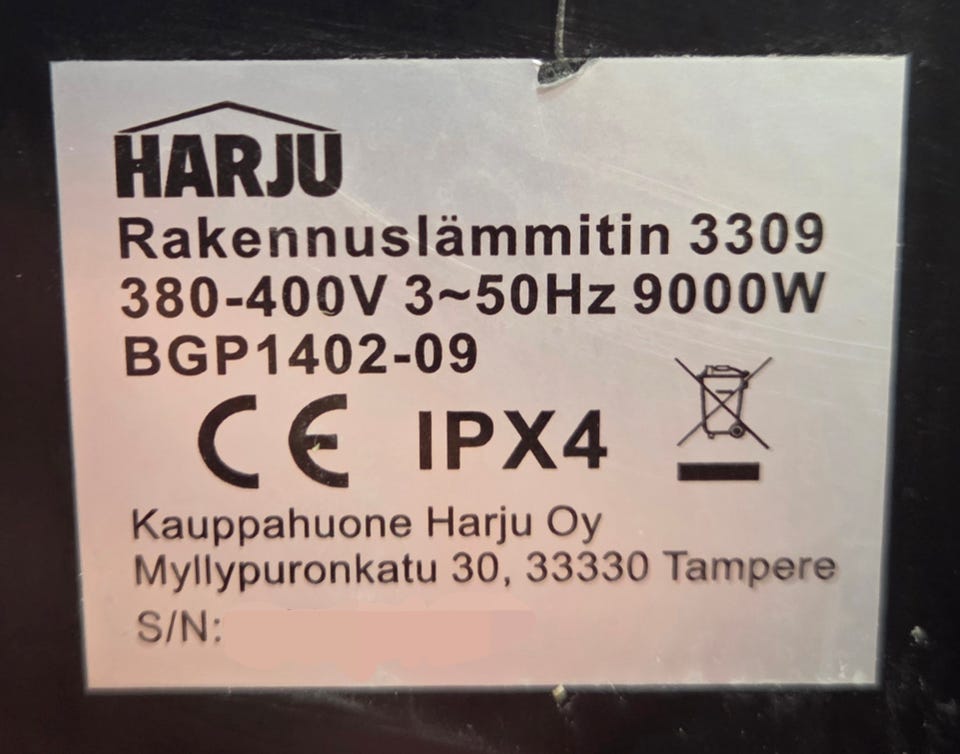 HARJU
Rakennuslämmitin 3309
380-400V 3~50Hz 9000W
BGP1402-09
CE IPX4
Kauppahuone Harju Oy
Myllypuronkatu 30, 33330 Tampere
S/N: